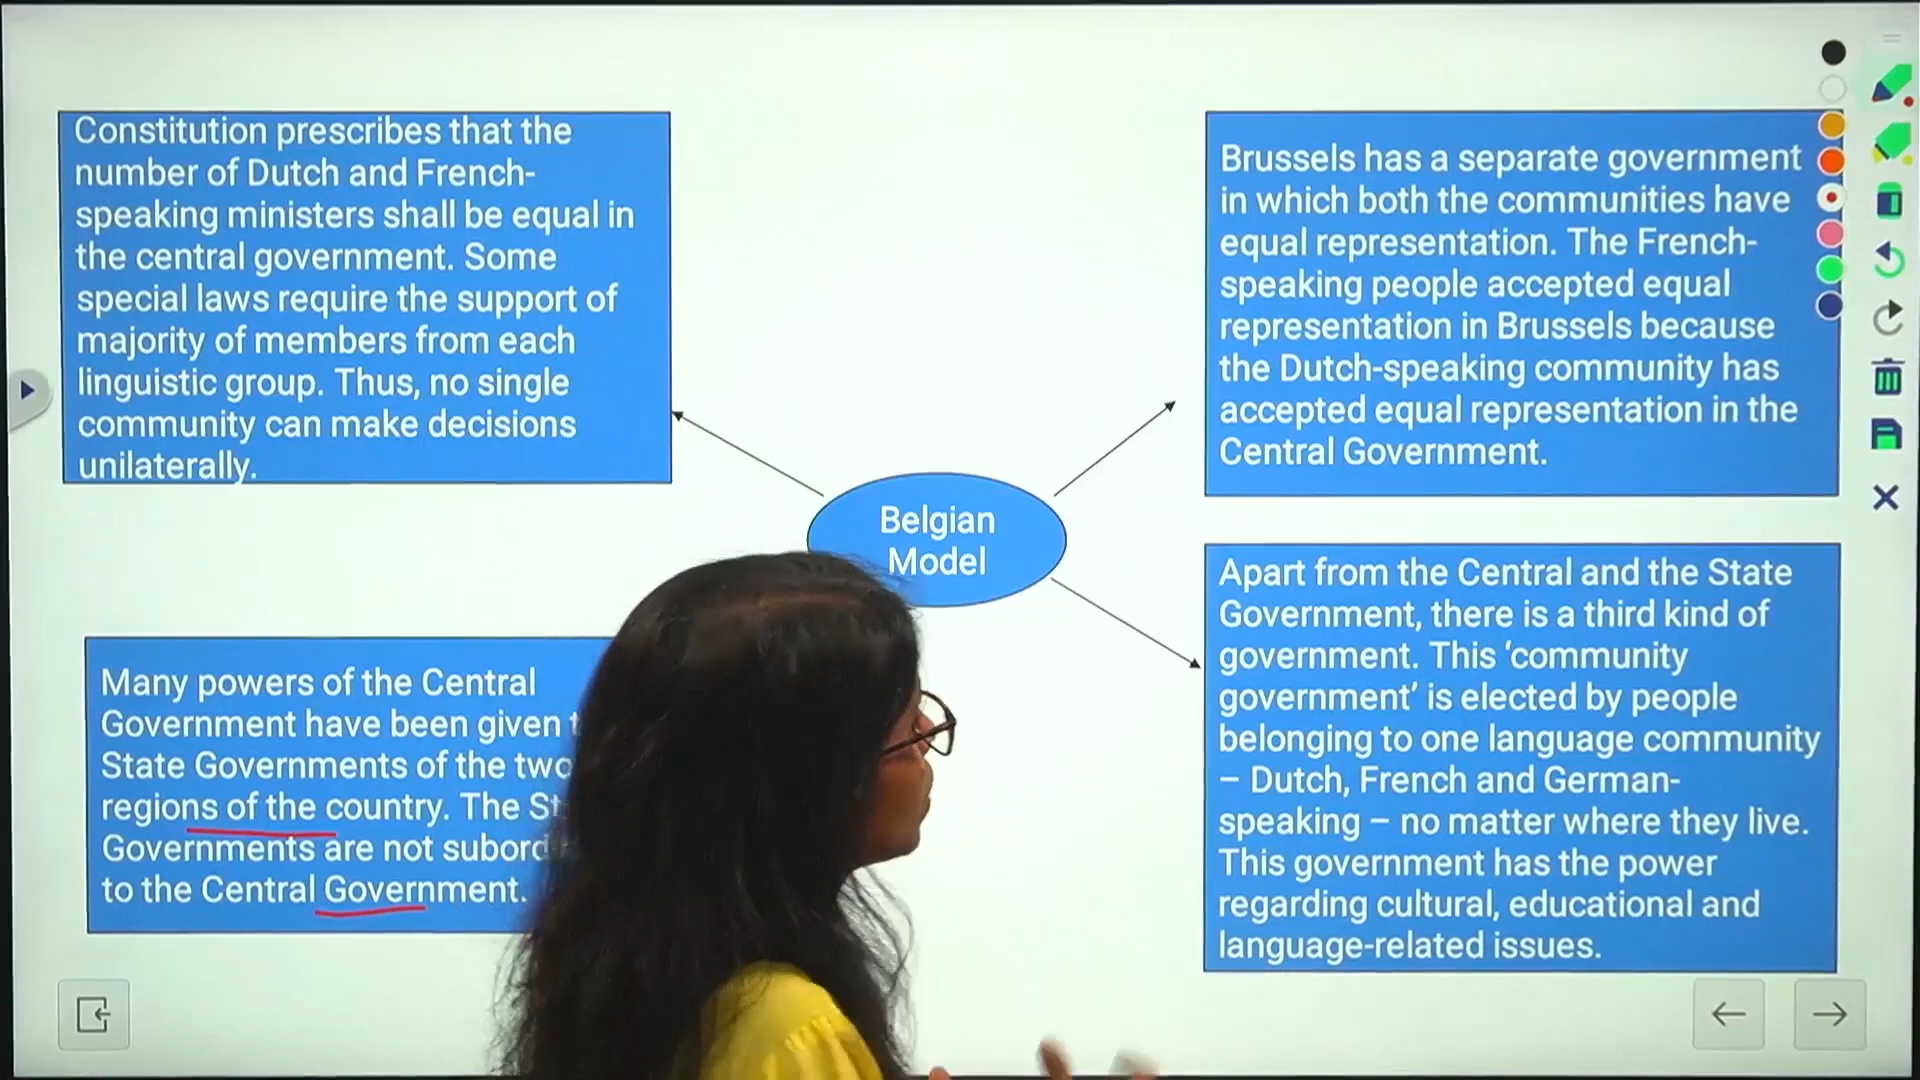 Constitution prescribes that the
number of Dutch and French-
speaking ministers shall be equal in
the central government. Some
special laws require the support of
majority of members from each
linguistic group. Thus, no single
community can make decisions
unilaterally.
Brussels has a separate government
in which both the communities have
equal representation. The French-
speaking people accepted equal
representation in Brussels because
the Dutch-speaking community has
accepted equal representation in the
Central Government.
Belgian
Model
Many powers of the Central
Government have been given
State Governments of the two
regions of the country. The
Governments are not
to the Central Government.
Apart from the Central and the State
Government, there is a third kind of
government. This ‘community
government’ is elected by people
belonging to one language community
– Dutch, French and German-
speaking – no matter where they live.
This government has the power
regarding cultural, educational and
language-related issues.